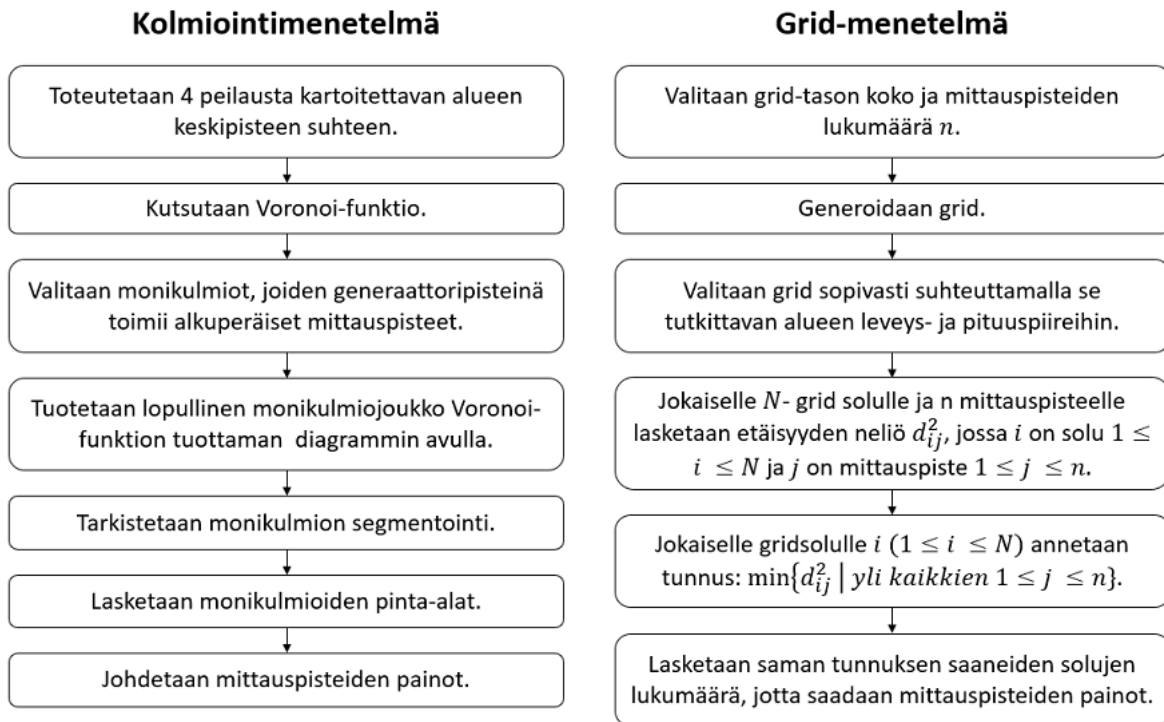 Kolmiointimenetelmä
Toteutetaan 4 peilausta kartoitettavan alueen
keskipisteen suhteen.
Kutsutaan Voronoi-funktio.
Valitaan monikulmiot, joiden generaattoripisteinä
toimii alkuperäiset mittauspisteet.
Tuotetaan lopullinen monikulmiojoukko Voronoi-
funktion tuottaman diagrammin avulla.
Tarkistetaan monikulmion segmentointi.
Lasketaan monikulmioiden pinta-alat.
Johdetaan mittauspisteiden painot.
Grid-menetelmä
Valitaan grid-tason koko ja mittauspisteiden
lukumäärä n.
Generoidaan grid.
Valitaan grid sopivasti suhteuttamalla se
tutkittavan alueen leveys- ja pituuspiireihin.
Jokaiselle N- grid solulle ja n mittauspisteelle
lasketaan etäisyyden neliö d²ᵢⱼ, jossa i on solu 1 ≤
i ≤ N ja j on mittauspiste 1 ≤ j ≤ n.
Jokaiselle gridsolulle i (1 ≤ i ≤ N) annetaan
tunnus: min{d²ᵢⱼ | yli kaikkien 1 ≤ j ≤ n}.
Lasketaan saman tunnuksen saaneiden solujen
lukumäärä, jotta saadaan mittauspisteiden painot.